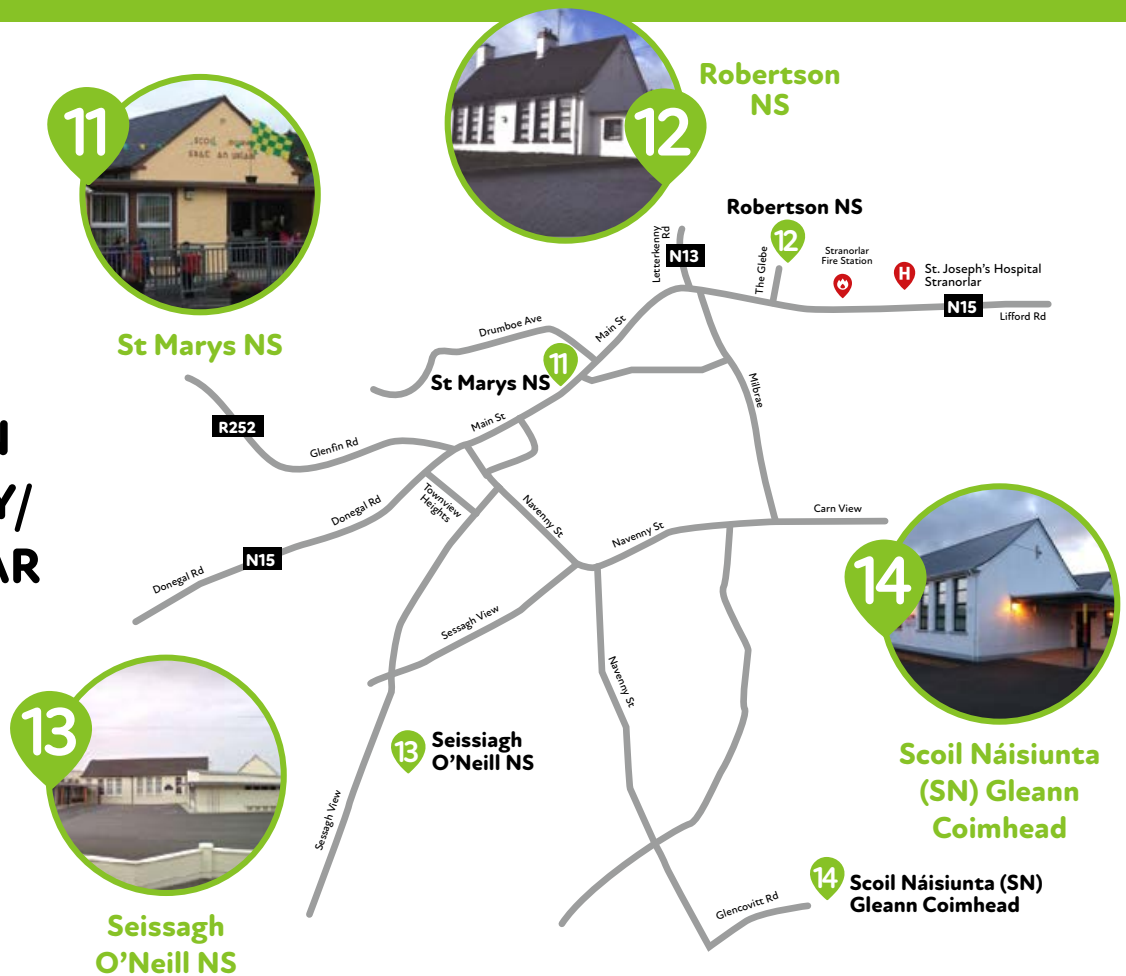 11
St Marys NS
12
Robertson
NS
Y/
AR
Robertson NS
12
Letterkenny
Rd
N13
The Glebe
Stranorlar
Fire Station
H
St. Joseph's Hospital
Stranorlar
N15
Lifford Rd
Drumboe Ave
Main St
St Marys NS
11
Milbrae
R252
Glenfin Rd
Main St
Donegal Rd
Townview
Heights
Navenny St
Navenny St
Carn View
N15
Donegal Rd
Sessagh View
Navenny St
14
Scoil Náisiunta
(SN) Gleann
Coimhead
13
Seissagh
O'Neill NS
13
Seissiagh
O'Neill NS
Sessagh View
14
Scoil Náisiunta (SN)
Gleann Coimhead
Glencovitt Rd